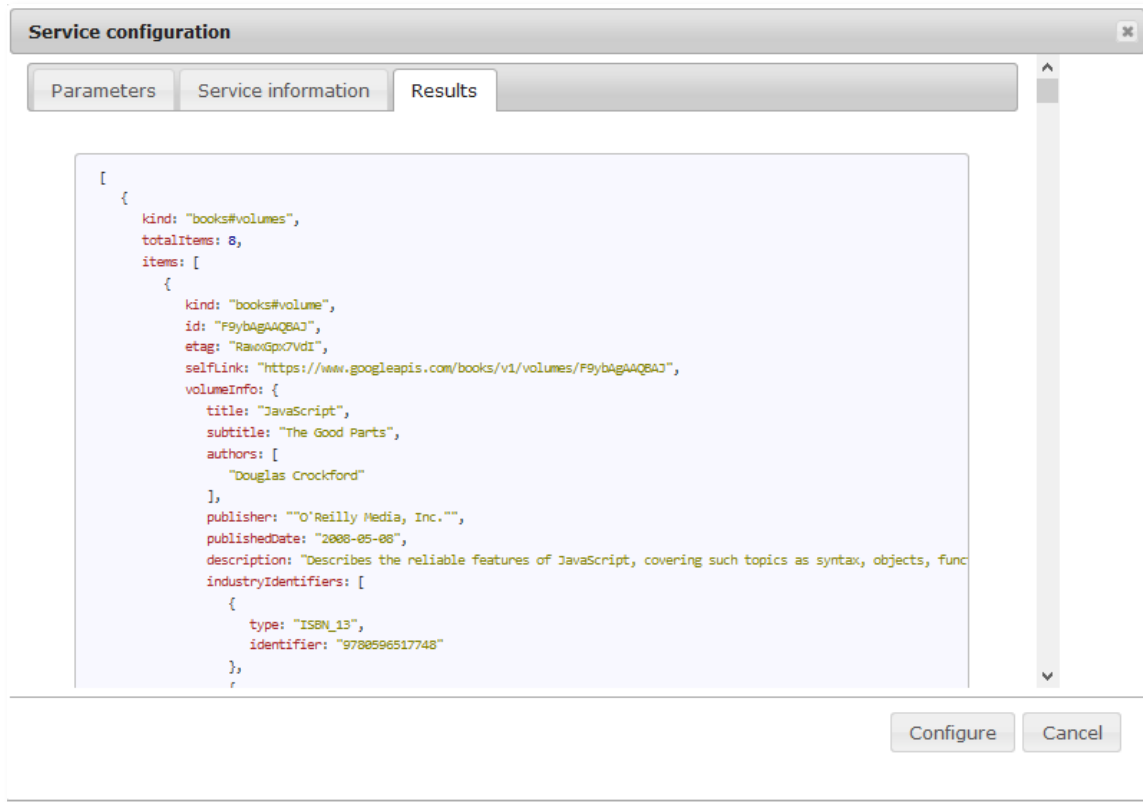 Service configuration
Parameters Service information Results
[
{
kind: "books#volumes",
totalItems: 8,
items: [
{
kind: "books#volume",
id: "F9ybAgAAQBAJ",
etag: "RawxGpx7VdI",
selfLink: "https://www.googleapis.com/books/v1/volumes/F9ybAgAAQBAJ",
volumeInfo: {
title: "JavaScript",
subtitle: "The Good Parts",
authors: [
"Douglas Crockford"
],
publisher: ""O'Reilly Media, Inc."",
publishedDate: "2008-05-08",
description: "Describes the reliable features of JavaScript, covering such topics as syntax, objects, func
industryIdentifiers: [
{
type: "ISBN_13",
identifier: "9780596517748"
},
{
Configure Cancel